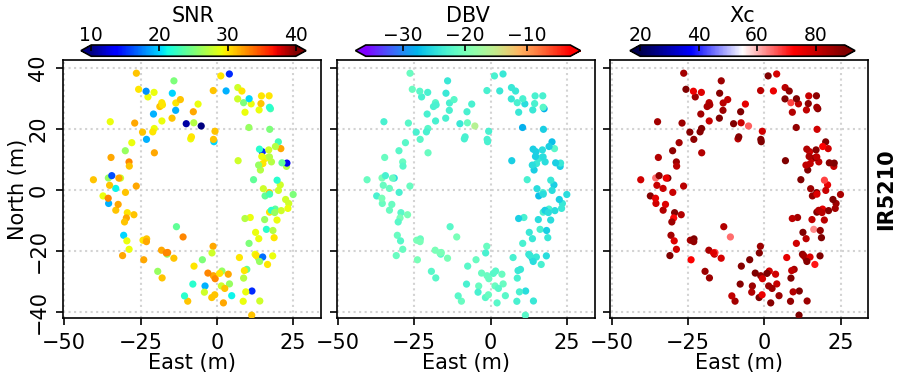 SNR DBV Xc
10 20 30 40 −30 −20 −10 20 40 60 80
40
20
0
−20
−40
North (m)
IR5210
−50 −25 0 25 −50 −25 0 25 −50 −25 0 25
East (m) East (m) East (m)